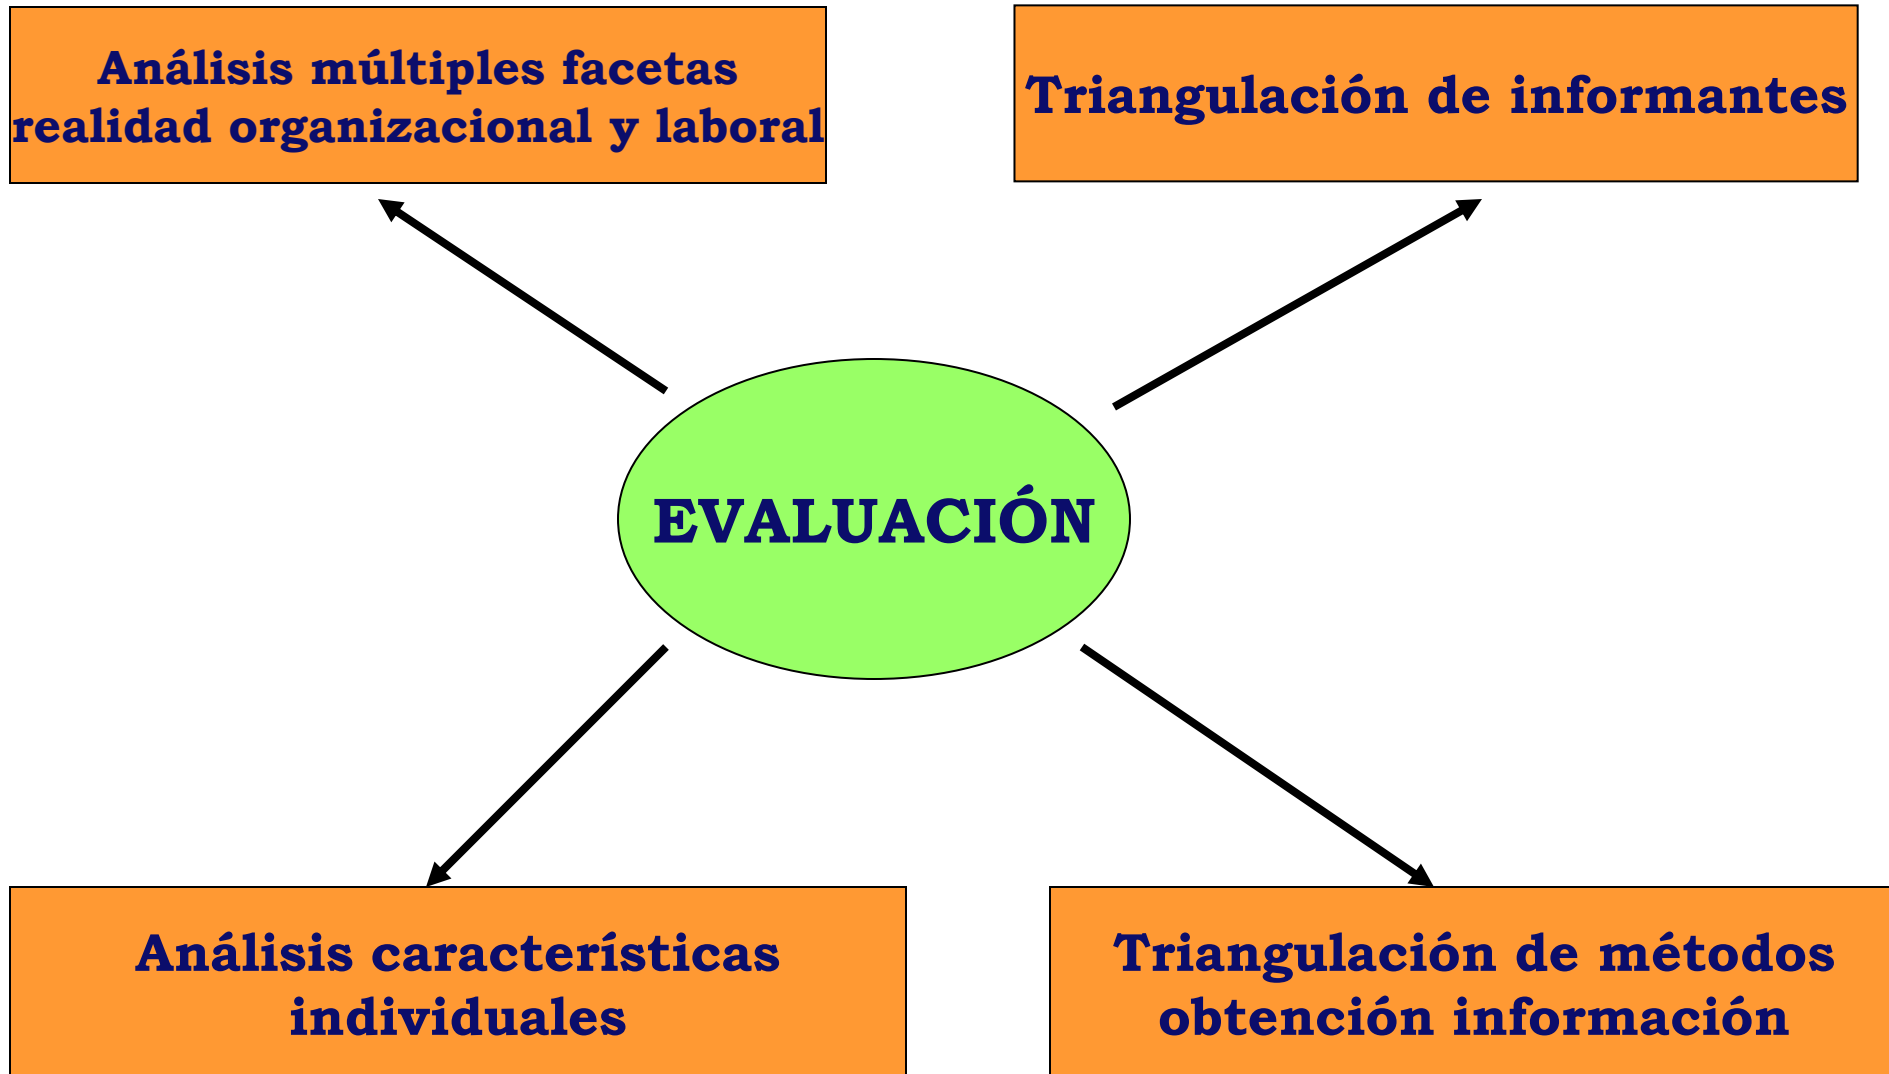 Análisis múltiples facetas
realidad organizacional y laboral
Triangulación de informantes
EVALUACIÓN
Análisis características
individuales
Triangulación de métodos
obtención información